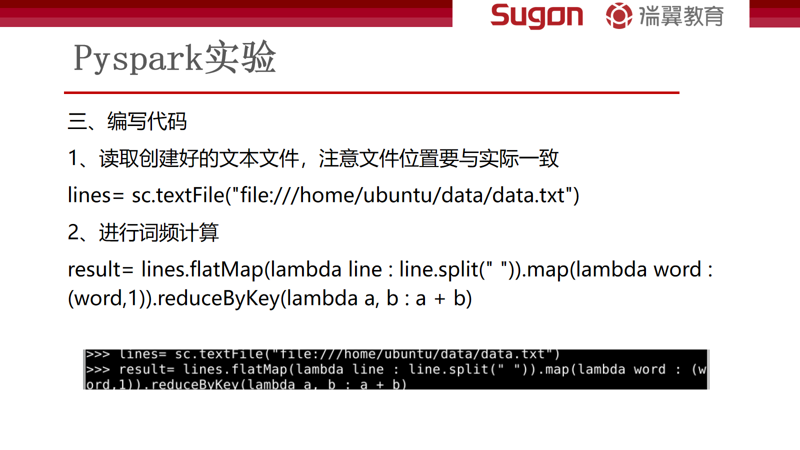 Sugon 瑞翼教育
Pyspark实验
三、编写代码
1、读取创建好的文本文件，注意文件位置要与实际一致
lines= sc.textFile("file:///home/ubuntu/data/data.txt")
2、进行词频计算
result= lines.flatMap(lambda line : line.split(" ")).map(lambda word :
(word,1)).reduceByKey(lambda a, b : a + b)
>>> lines= sc.textFile("file:///home/ubuntu/data/data.txt")
>>> result= lines.flatMap(lambda line : line.split(" ")).map(lambda word : (w
ord,1)).reduceByKey(lambda a, b : a + b)